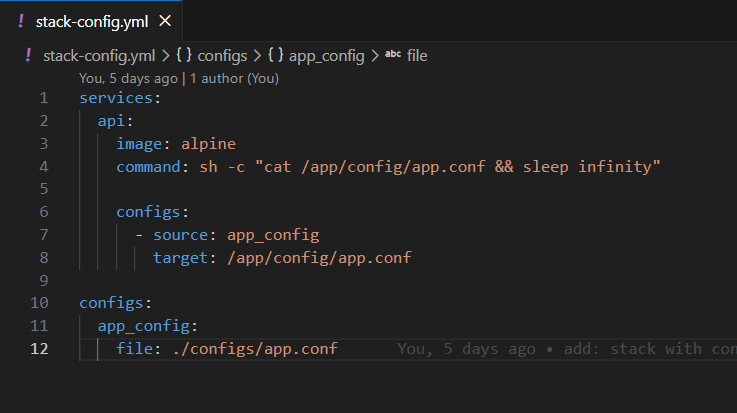 ! stack-config.yml ×
! stack-config.yml > {} configs > {} app_config > abc file
You, 5 days ago | 1 author (You)
1 services:
2 api:
3 image: alpine
4 command: sh -c "cat /app/config/app.conf && sleep infinity"
5
6 configs:
7 - source: app_config
8 target: /app/config/app.conf
9
10 configs:
11 app_config:
12 file: ./configs/app.conf You, 5 days ago • add: stack with con